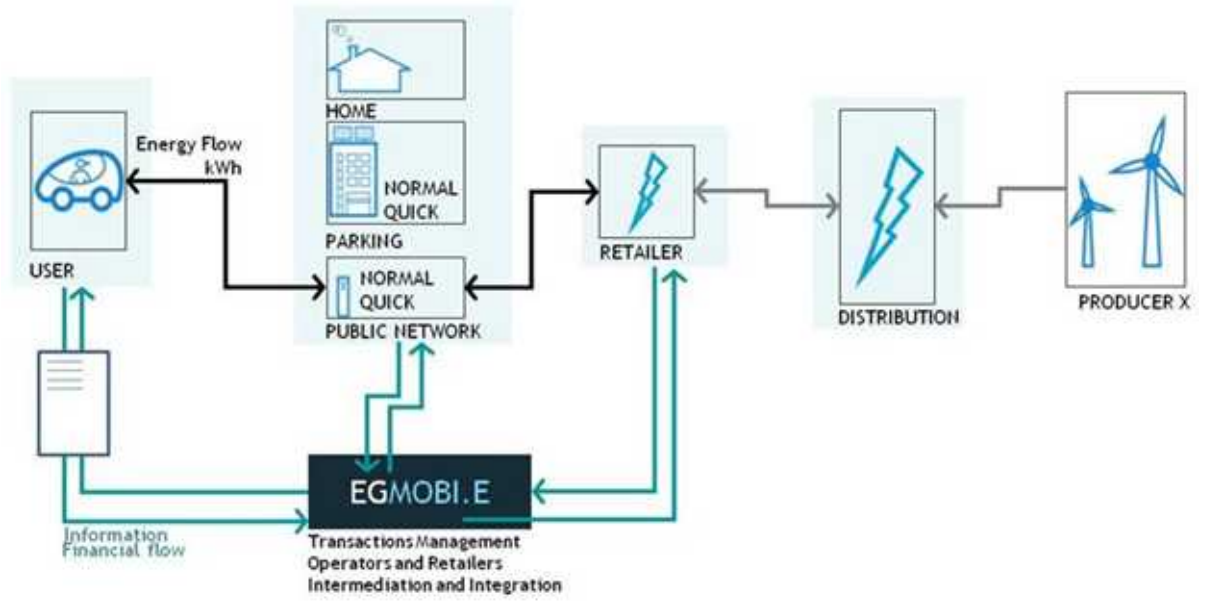 HOME
Energy Flow
kWh
NORMAL
QUICK
PARKING
USER
NORMAL
QUICK
PUBLIC NETWORK
RETAILER
DISTRIBUTION
PRODUCER X
EGMOBI.E
Information
Financial flow
Transactions Management
Operators and Retailers
Intermediation and Integration